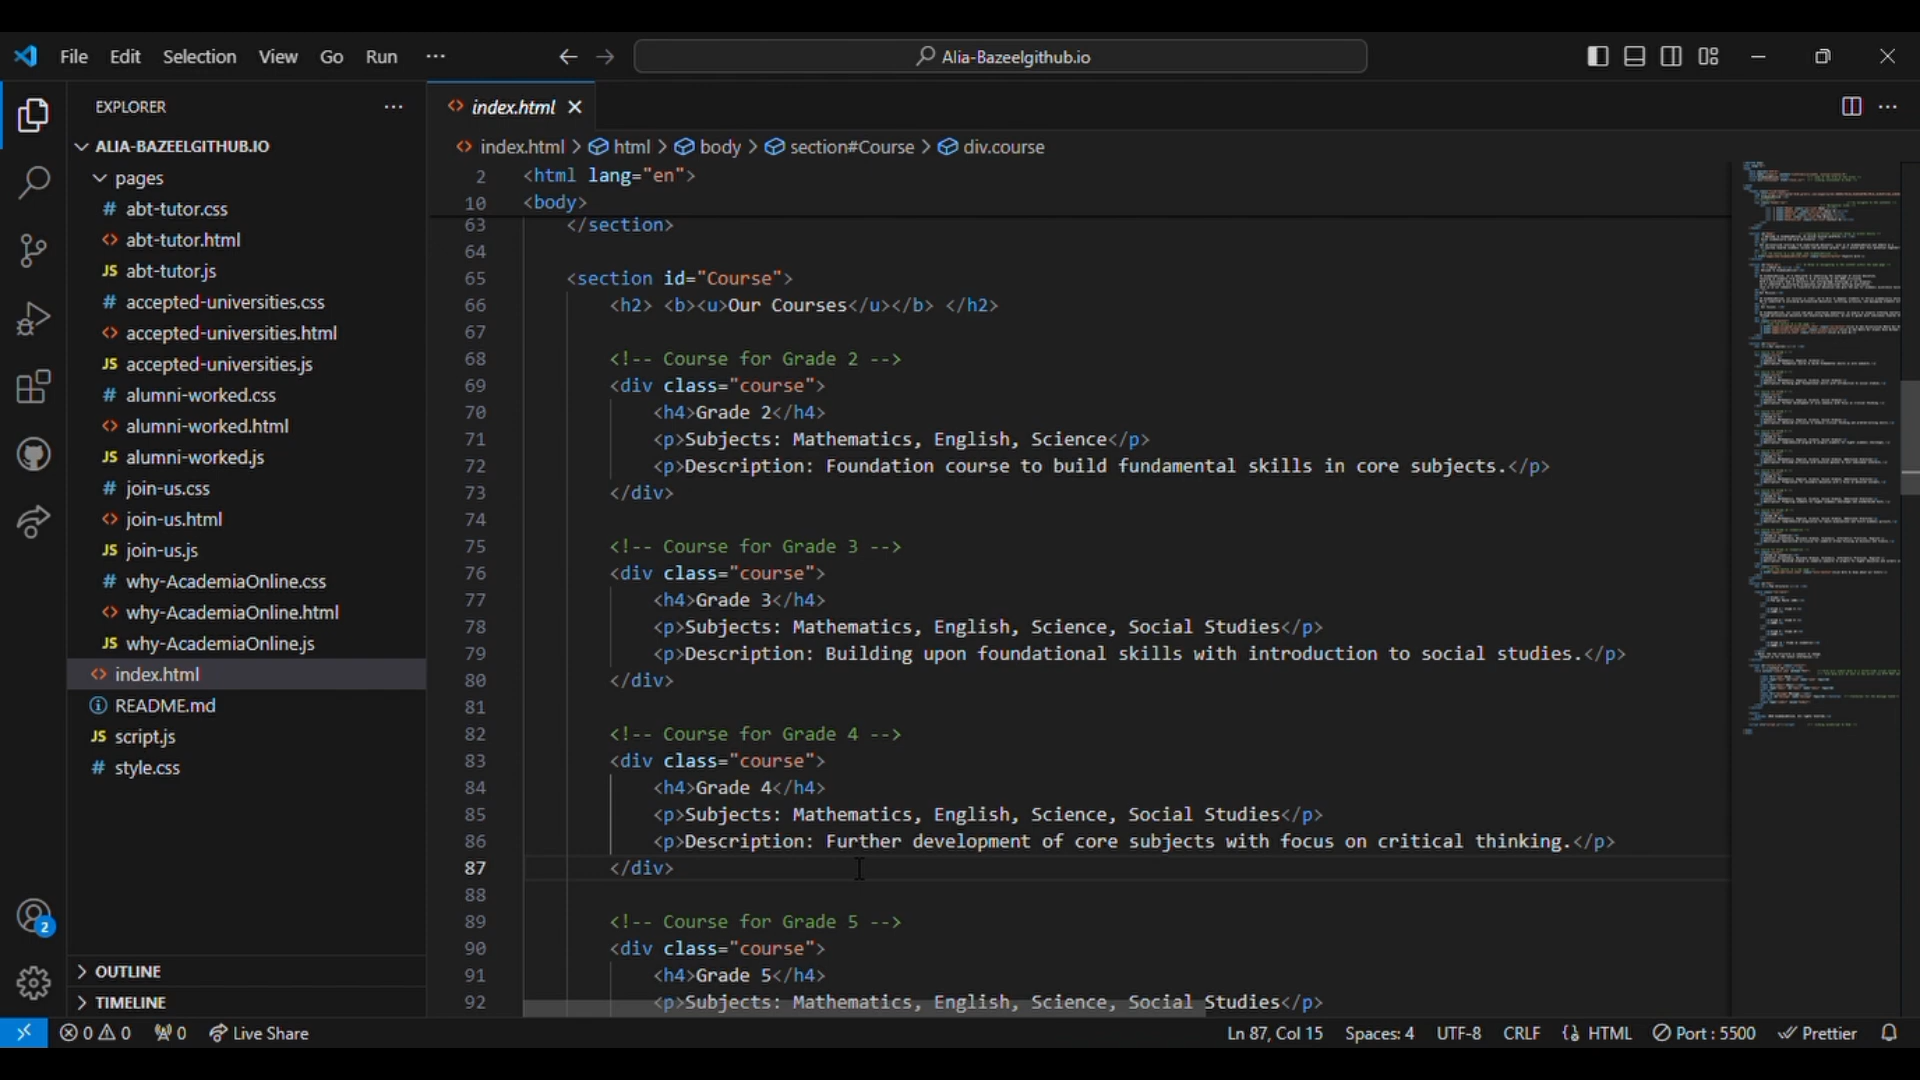 File Edit Selection View Go Run ··· Alia-Bazeelgithub.io
EXPLORER ···
ALIA-BAZEELGITHUB.IO
pages
# abt-tutor.css
<> abt-tutor.html
JS abt-tutor.js
# accepted-universities.css
<> accepted-universities.html
JS accepted-universities.js
# alumni-worked.css
<> alumni-worked.html
JS alumni-worked.js
# join-us.css
<> join-us.html
JS join-us.js
# why-AcademiaOnline.css
<> why-AcademiaOnline.html
JS why-AcademiaOnline.js
<> index.html
README.md
JS script.js
# style.css
OUTLINE
TIMELINE
2
<> index.html
<> index.html > html > body > section#Course > div.course
2 <html lang="en">
10 <body>
63 </section>
64
65 <section id="Course">
66 <h2> <b><u>Our Courses</u></b> </h2>
67
68 <!-- Course for Grade 2 -->
69 <div class="course">
70 <h4>Grade 2</h4>
71 <p>Subjects: Mathematics, English, Science</p>
72 <p>Description: Foundation course to build fundamental skills in core subjects.</p>
73 </div>
74
75 <!-- Course for Grade 3 -->
76 <div class="course">
77 <h4>Grade 3</h4>
78 <p>Subjects: Mathematics, English, Science, Social Studies</p>
79 <p>Description: Building upon foundational skills with introduction to social studies.</p>
80 </div>
81
82 <!-- Course for Grade 4 -->
83 <div class="course">
84 <h4>Grade 4</h4>
85 <p>Subjects: Mathematics, English, Science, Social Studies</p>
86 <p>Description: Further development of core subjects with focus on critical thinking.</p>
87 </div>
88
89 <!-- Course for Grade 5 -->
90 <div class="course">
91 <h4>Grade 5</h4>
92 <p>Subjects: Mathematics, English, Science, Social Studies</p>
0 0 0 Live Share Ln 87, Col 15 Spaces: 4 UTF-8 CRLF HTML Port : 5500 Prettier